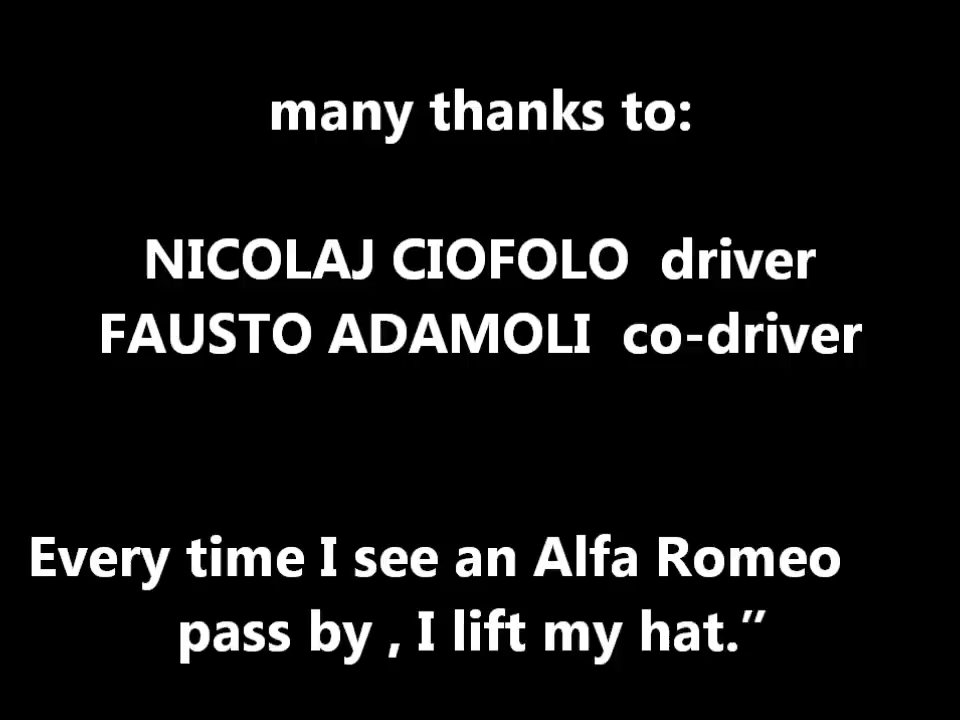 many thanks to:
NICOLAJ CIOFOLO driver
FAUSTO ADAMOLI co-driver
Every time I see an Alfa Romeo
pass by , I lift my hat.”